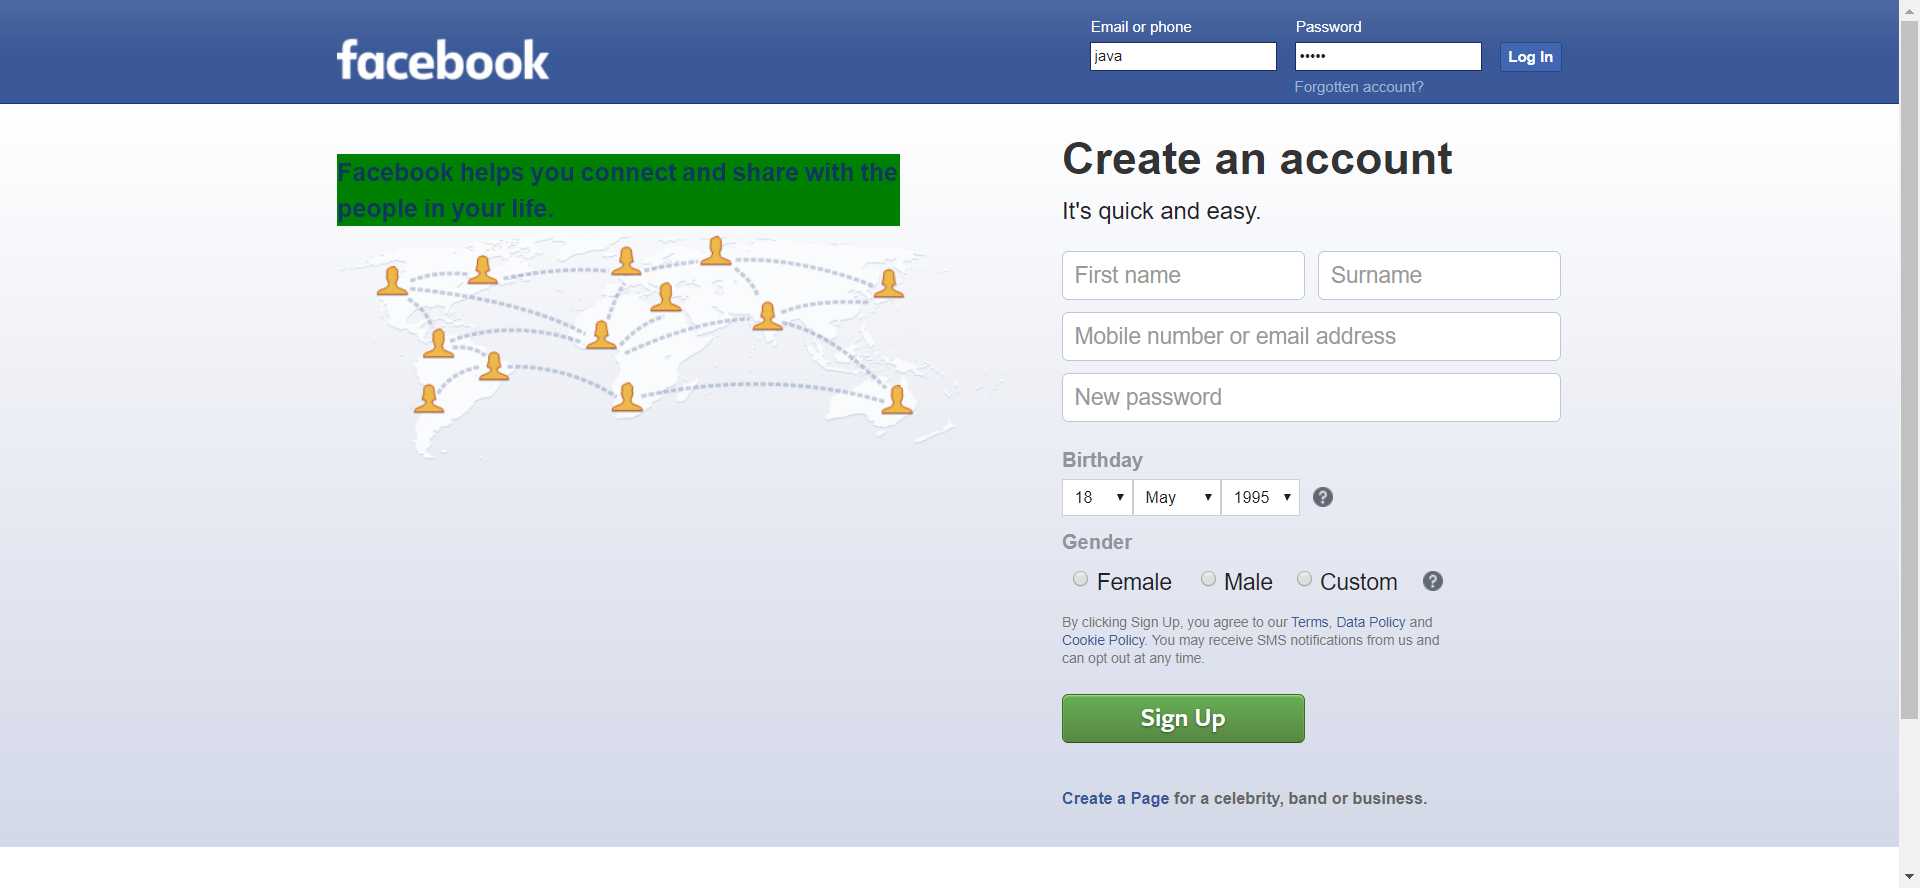 facebook
Email or phone
Password
java
•••••
Log In
Forgotten account?
Facebook helps you connect and share with the
people in your life.
Create an account
It's quick and easy.
First name
Surname
Mobile number or email address
New password
Birthday
18
May
1995
?
Gender
Female
Male
Custom
?
By clicking Sign Up, you agree to our Terms, Data Policy and
Cookie Policy. You may receive SMS notifications from us and
can opt out at any time.
Sign Up
Create a Page for a celebrity, band or business.